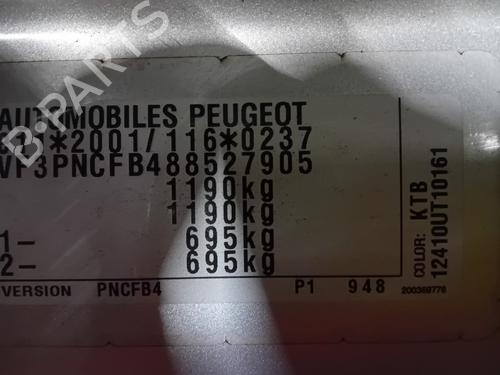 AUTOMOBILES PEUGEOT
*2001/116*0237
VF3PNCFB488527905
1190kg
1190kg
1- 695kg
2- 695kg
VERSION PNCFB4 P1 948
COLOR: KTB
12410UT10161
200369776
B-PARTS